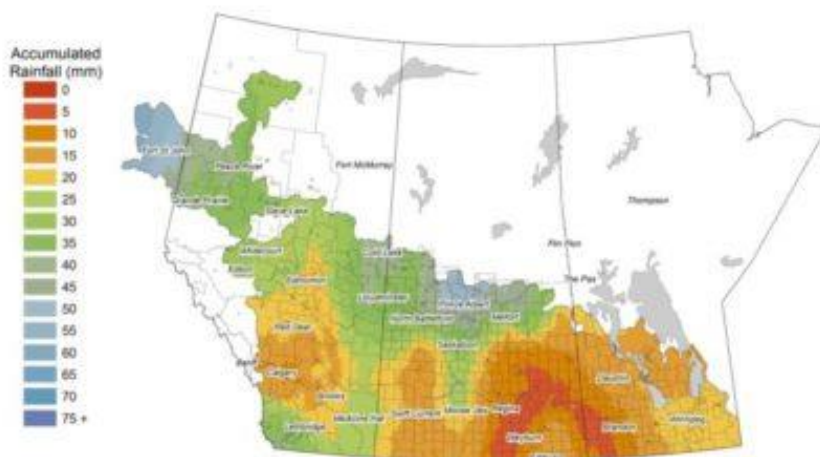 Accumulated
Rainfall (mm)
0
5
10
15
20
25
30
35
40
45
50
55
60
65
70
75 +
Fort St John
Peace River
Fort McMurray
Grande Prairie
Slave Lake
Thompson
Whitecourt
Cold Lake
Flin Flon
Edson
Edmonton
The Pas
Lloydminster
Prince Albert
North Battleford
Melfort
Red Deer
Saskatoon
Banff
Calgary
Dauphin
Brooks
Medicine Hat
Swift Current
Moose Jaw
Regina
Winnipeg
Lethbridge
Brandon
Weyburn